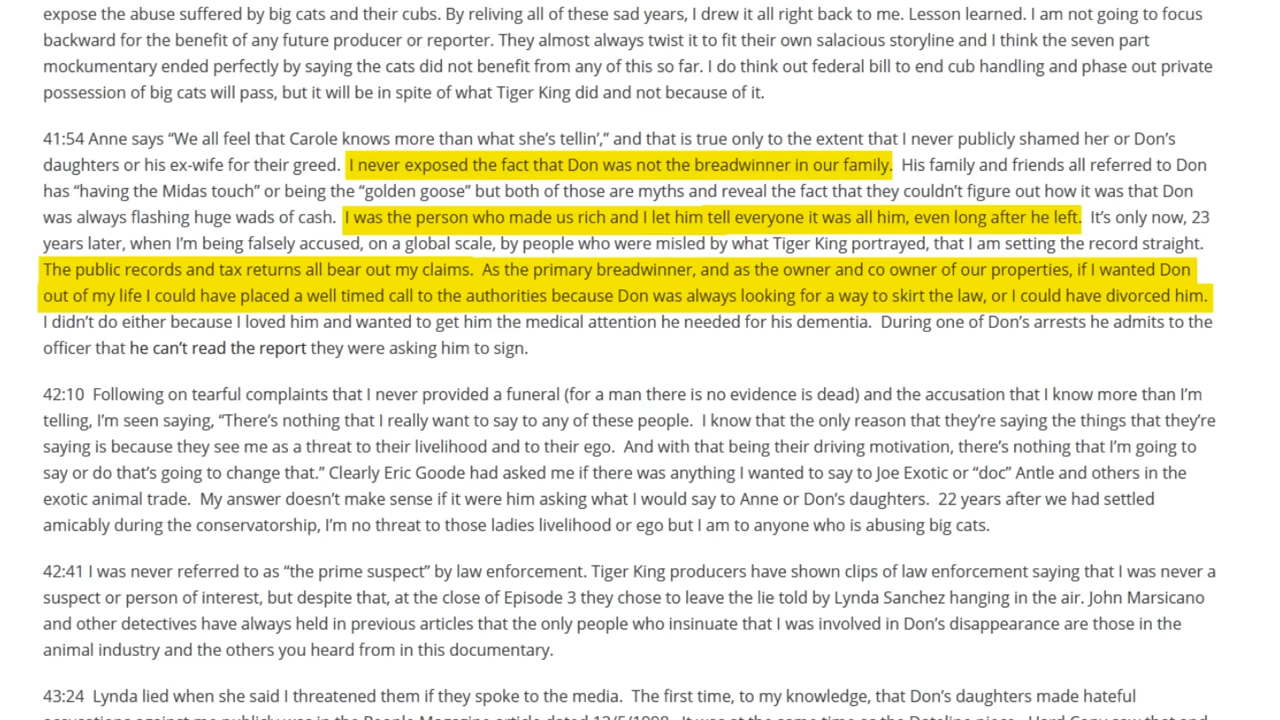 expose the abuse suffered by big cats and their cubs. By reliving all of these sad years, I drew it all right back to me. Lesson learned. I am not going to focus
backward for the benefit of any future producer or reporter. They almost always twist it to fit their own salacious storyline and I think the seven part
mockumentary ended perfectly by saying the cats did not benefit from any of this so far. I do think out federal bill to end cub handling and phase out private
possession of big cats will pass, but it will be in spite of what Tiger King did and not because of it.
41:54 Anne says “We all feel that Carole knows more than what she’s tellin’,” and that is true only to the extent that I never publicly shamed her or Don’s
daughters or his ex-wife for their greed. I never exposed the fact that Don was not the breadwinner in our family. His family and friends all referred to Don
has “having the Midas touch” or being the “golden goose” but both of those are myths and reveal the fact that they couldn’t figure out how it was that Don
was always flashing huge wads of cash. I was the person who made us rich and I let him tell everyone it was all him, even long after he left. It’s only now, 23
years later, when I’m being falsely accused, on a global scale, by people who were misled by what Tiger King portrayed, that I am setting the record straight.
The public records and tax returns all bear out my claims. As the primary breadwinner, and as the owner and co owner of our properties, if I wanted Don
out of my life I could have placed a well timed call to the authorities because Don was always looking for a way to skirt the law, or I could have divorced him.
I didn’t do either because I loved him and wanted to get him the medical attention he needed for his dementia. During one of Don’s arrests he admits to the
officer that he can’t read the report they were asking him to sign.
42:10 Following on tearful complaints that I never provided a funeral (for a man there is no evidence is dead) and the accusation that I know more than I’m
telling, I’m seen saying, “There’s nothing that I really want to say to any of these people. I know that the only reason that they’re saying the things that they’re
saying is because they see me as a threat to their livelihood and to their ego. And with that being their driving motivation, there’s nothing that I’m going to
say or do that’s going to change that.” Clearly Eric Goode had asked me if there was anything I wanted to say to Joe Exotic or “doc” Antle and others in the
exotic animal trade. My answer doesn’t make sense if it were him asking what I would say to Anne or Don’s daughters. 22 years after we had settled
amicably during the conservatorship, I’m no threat to those ladies livelihood or ego but I am to anyone who is abusing big cats.
42:41 I was never referred to as “the prime suspect” by law enforcement. Tiger King producers have shown clips of law enforcement saying that I was never a
suspect or person of interest, but despite that, at the close of Episode 3 they chose to leave the lie told by Lynda Sanchez hanging in the air. John Marsicano
and other detectives have always held in previous articles that the only people who insinuate that I was involved in Don’s disappearance are those in the
animal industry and the others you heard from in this documentary.
43:24 Lynda lied when she said I threatened them if they spoke to the media. The first time, to my knowledge, that Don’s daughters made hateful